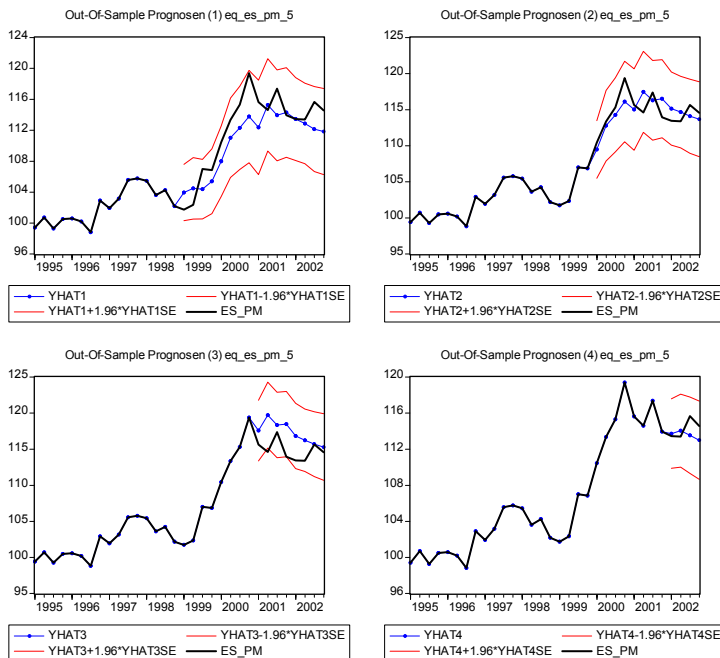 Out-Of-Sample Prognosen (1) eq_es_pm_5
124
120
116
112
108
104
100
96
1995 1996 1997 1998 1999 2000 2001 2002
YHAT1 YHAT1-1.96*YHAT1SE
YHAT1+1.96*YHAT1SE ES_PM
Out-Of-Sample Prognosen (2) eq_es_pm_5
125
120
115
110
105
100
95
1995 1996 1997 1998 1999 2000 2001 2002
YHAT2 YHAT2-1.96*YHAT2SE
YHAT2+1.96*YHAT2SE ES_PM
Out-Of-Sample Prognosen (3) eq_es_pm_5
125
120
115
110
105
100
95
1995 1996 1997 1998 1999 2000 2001 2002
YHAT3 YHAT3-1.96*YHAT3SE
YHAT3+1.96*YHAT3SE ES_PM
Out-Of-Sample Prognosen (4) eq_es_pm_5
120
116
112
108
104
100
96
1995 1996 1997 1998 1999 2000 2001 2002
YHAT4 YHAT4-1.96*YHAT4SE
YHAT4+1.96*YHAT4SE ES_PM